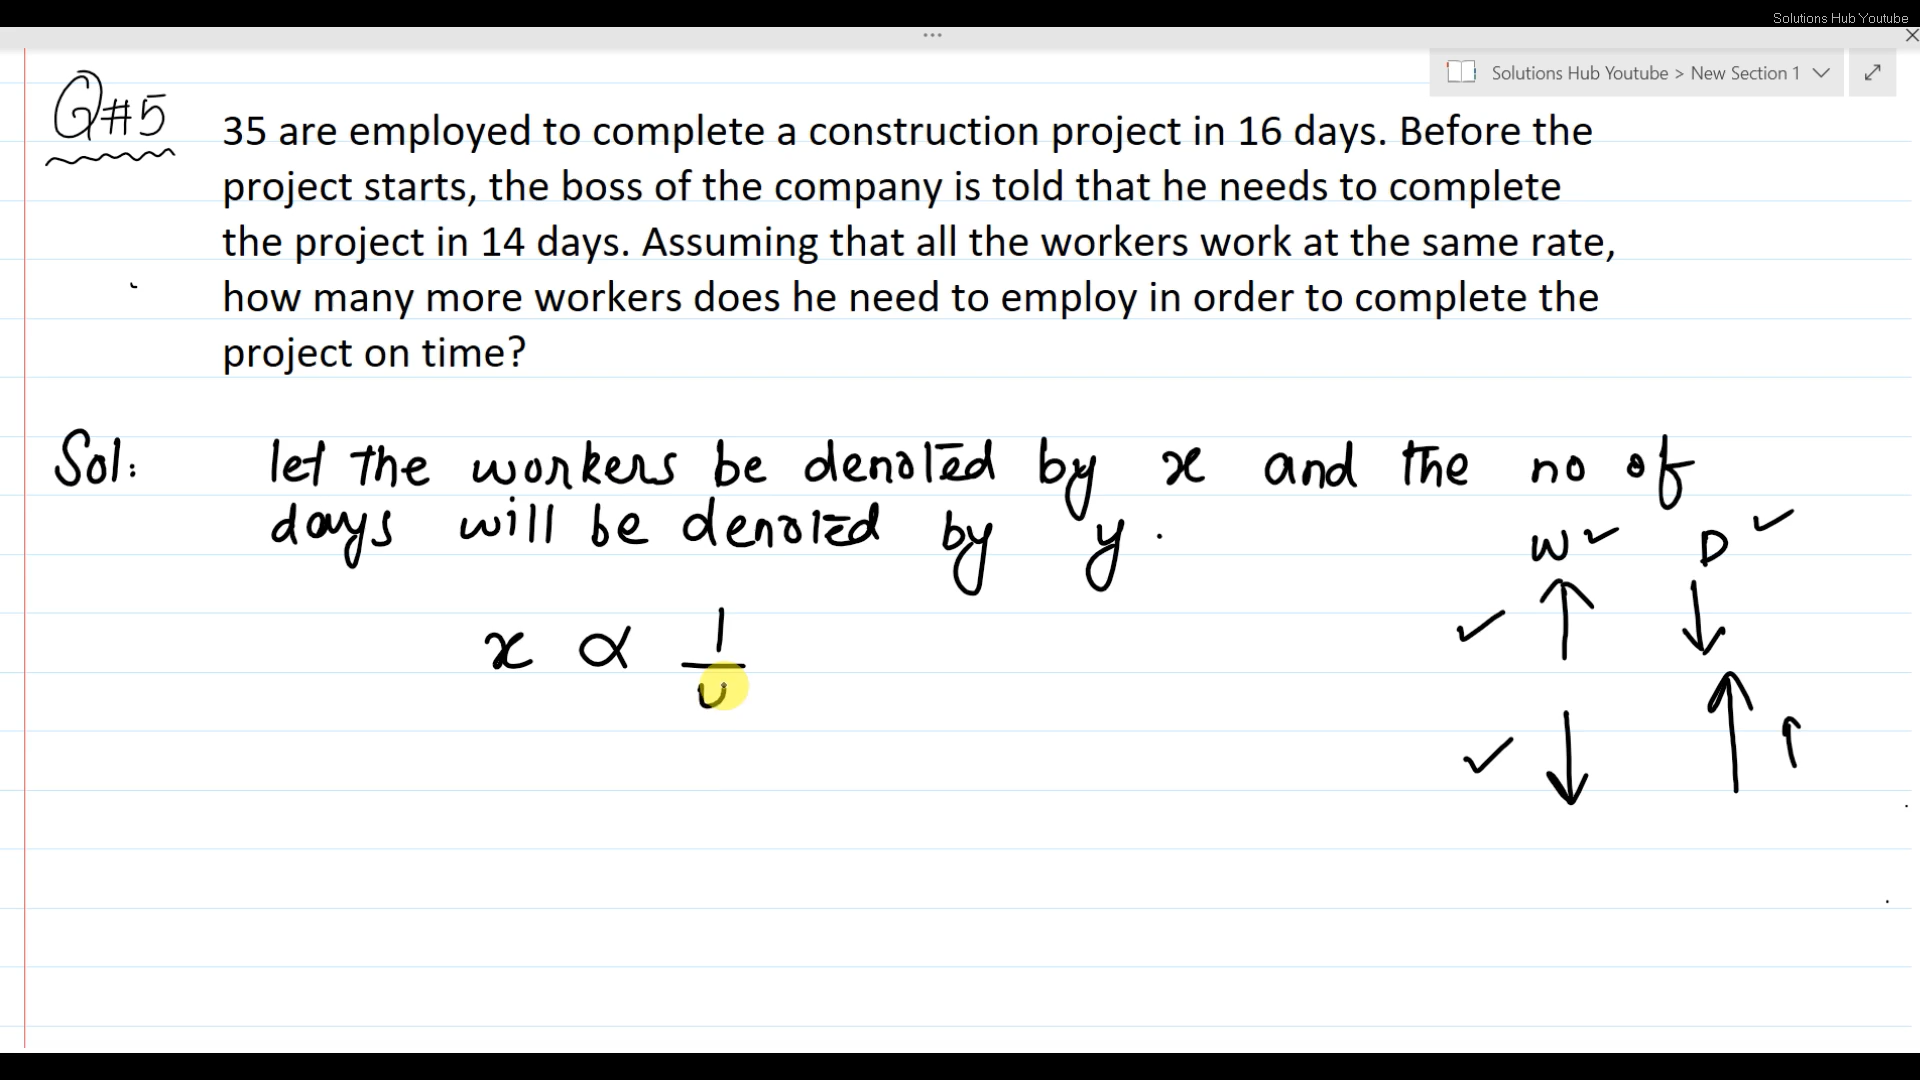 Solutions Hub Youtube
Solutions Hub Youtube > New Section 1
Q#5
35 are employed to complete a construction project in 16 days. Before the
project starts, the boss of the company is told that he needs to complete
the project in 14 days. Assuming that all the workers work at the same rate,
how many more workers does he need to employ in order to complete the
project on time?
Sol: let the workers be denoted by x and the no of
days will be denoted by y.
W ✓ D ✓
✓ ↑ ↓
x ∝ 1/
✓ ↓ ↑